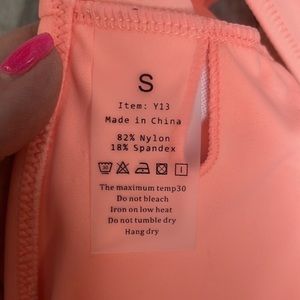 S
Item: Y13
Made in China
82% Nylon
18% Spandex
The maximum temp30
Do not bleach
Iron on low heat
Do not tumble dry
Hang dry